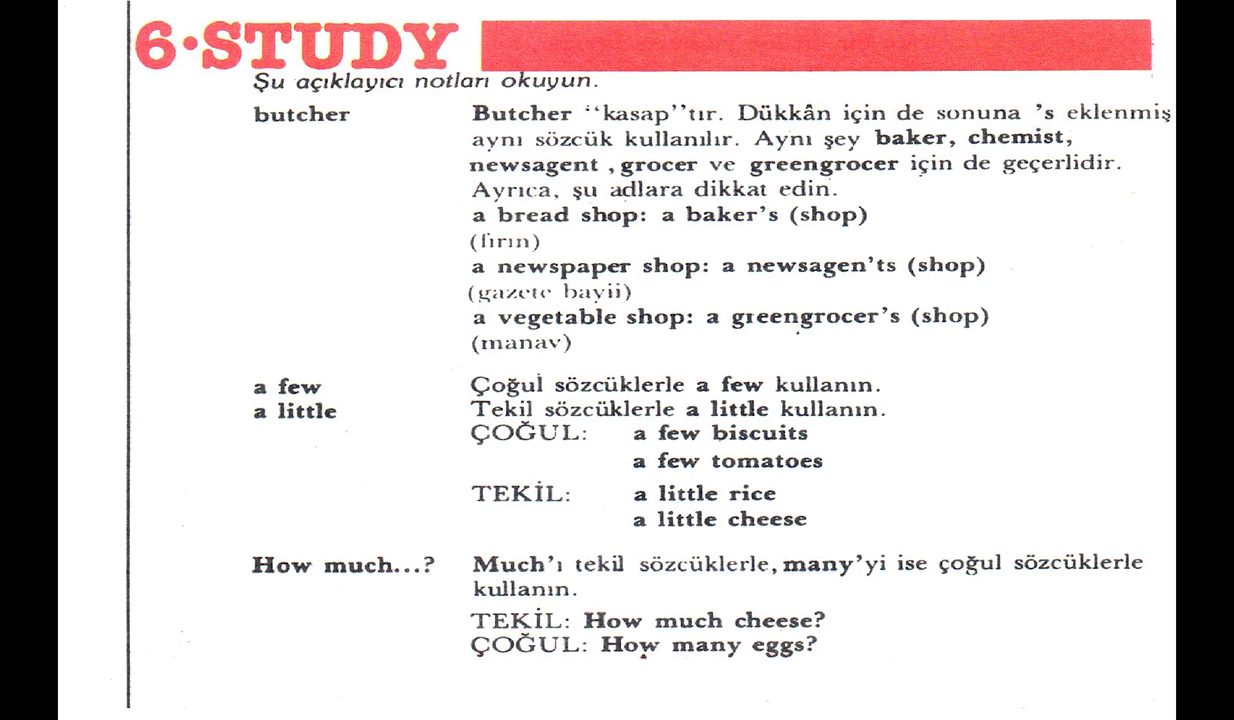 6·STUDY
Şu açıklayıcı notları okuyun.
butcher Butcher “kasap”tır. Dükkân için de sonuna 's eklenmiş
aynı sözcük kullanılır. Aynı şey baker, chemist,
newsagent , grocer ve greengrocer için de geçerlidir.
Ayrıca, şu adlara dikkat edin.
a bread shop: a baker's (shop)
(fırın)
a newspaper shop: a newsagen'ts (shop)
(gazete bayii)
a vegetable shop: a greengrocer's (shop)
(manav)
a few Çoğul sözcüklerle a few kullanın.
a little Tekil sözcüklerle a little kullanın.
ÇOĞUL: a few biscuits
a few tomatoes
TEKİL: a little rice
a little cheese
How much...? Much'ı tekil sözcüklerle, many'yi ise çoğul sözcüklerle
kullanın.
TEKİL: How much cheese?
ÇOĞUL: How many eggs?